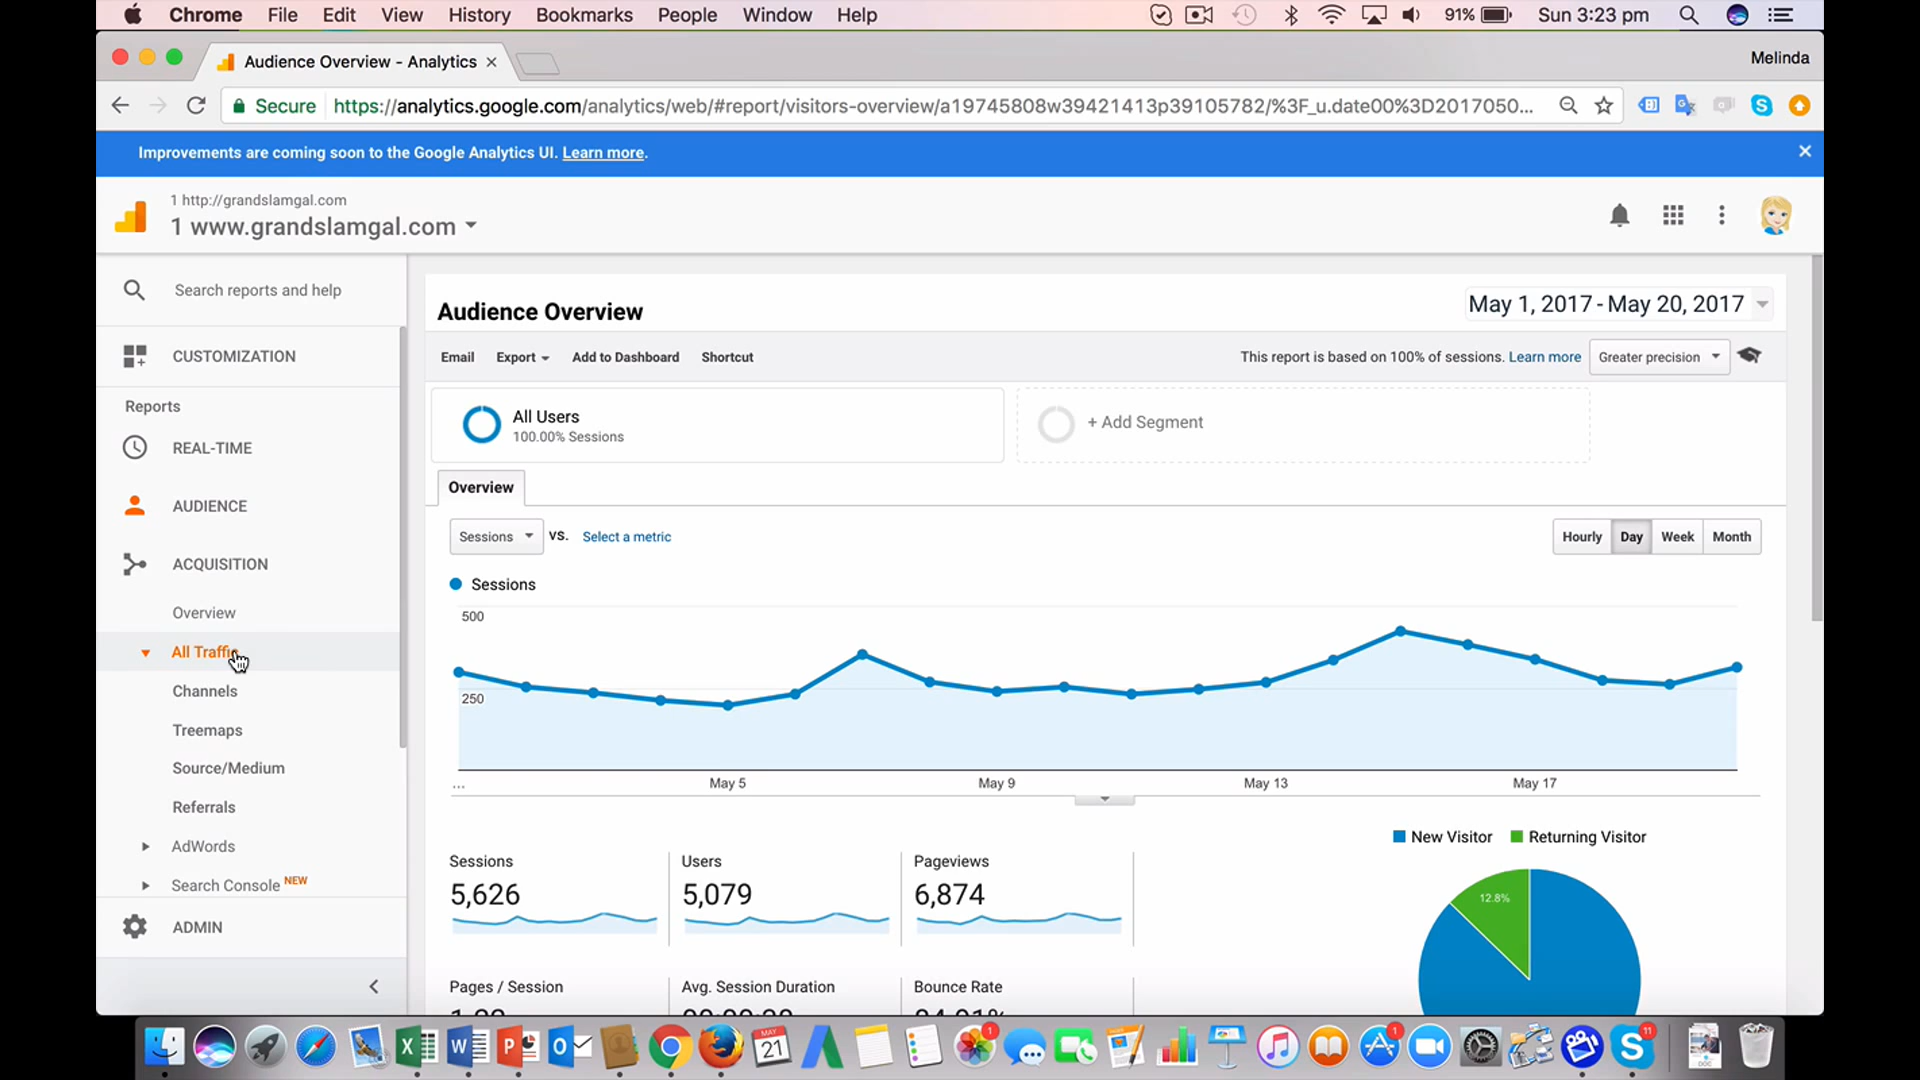 Chrome File Edit View History Bookmarks People Window Help 91% Sun 3:23 pm
Audience Overview - Analytics × Melinda
Secure https://analytics.google.com/analytics/web/#report/visitors-overview/a19745808w39421413p39105782/%3F_u.date00%3D2017050...
Improvements are coming soon to the Google Analytics UI. Learn more. ×
1 http://grandslamgal.com
1 www.grandslamgal.com
Search reports and help
CUSTOMIZATION
Reports
REAL-TIME
AUDIENCE
ACQUISITION
Overview
All Traffic
Channels
Treemaps
Source/Medium
Referrals
AdWords
Search Console NEW
ADMIN
Audience Overview
May 1, 2017 - May 20, 2017
Email Export Add to Dashboard Shortcut
This report is based on 100% of sessions. Learn more Greater precision
All Users
100.00% Sessions
+ Add Segment
Overview
Sessions VS. Select a metric
Hourly Day Week Month
Sessions
500
250
... May 5 May 9 May 13 May 17
New Visitor Returning Visitor
12.8%
Sessions Users Pageviews
5,626 5,079 6,874
Pages / Session Avg. Session Duration Bounce Rate
MAY
21
1
1
11
DOC